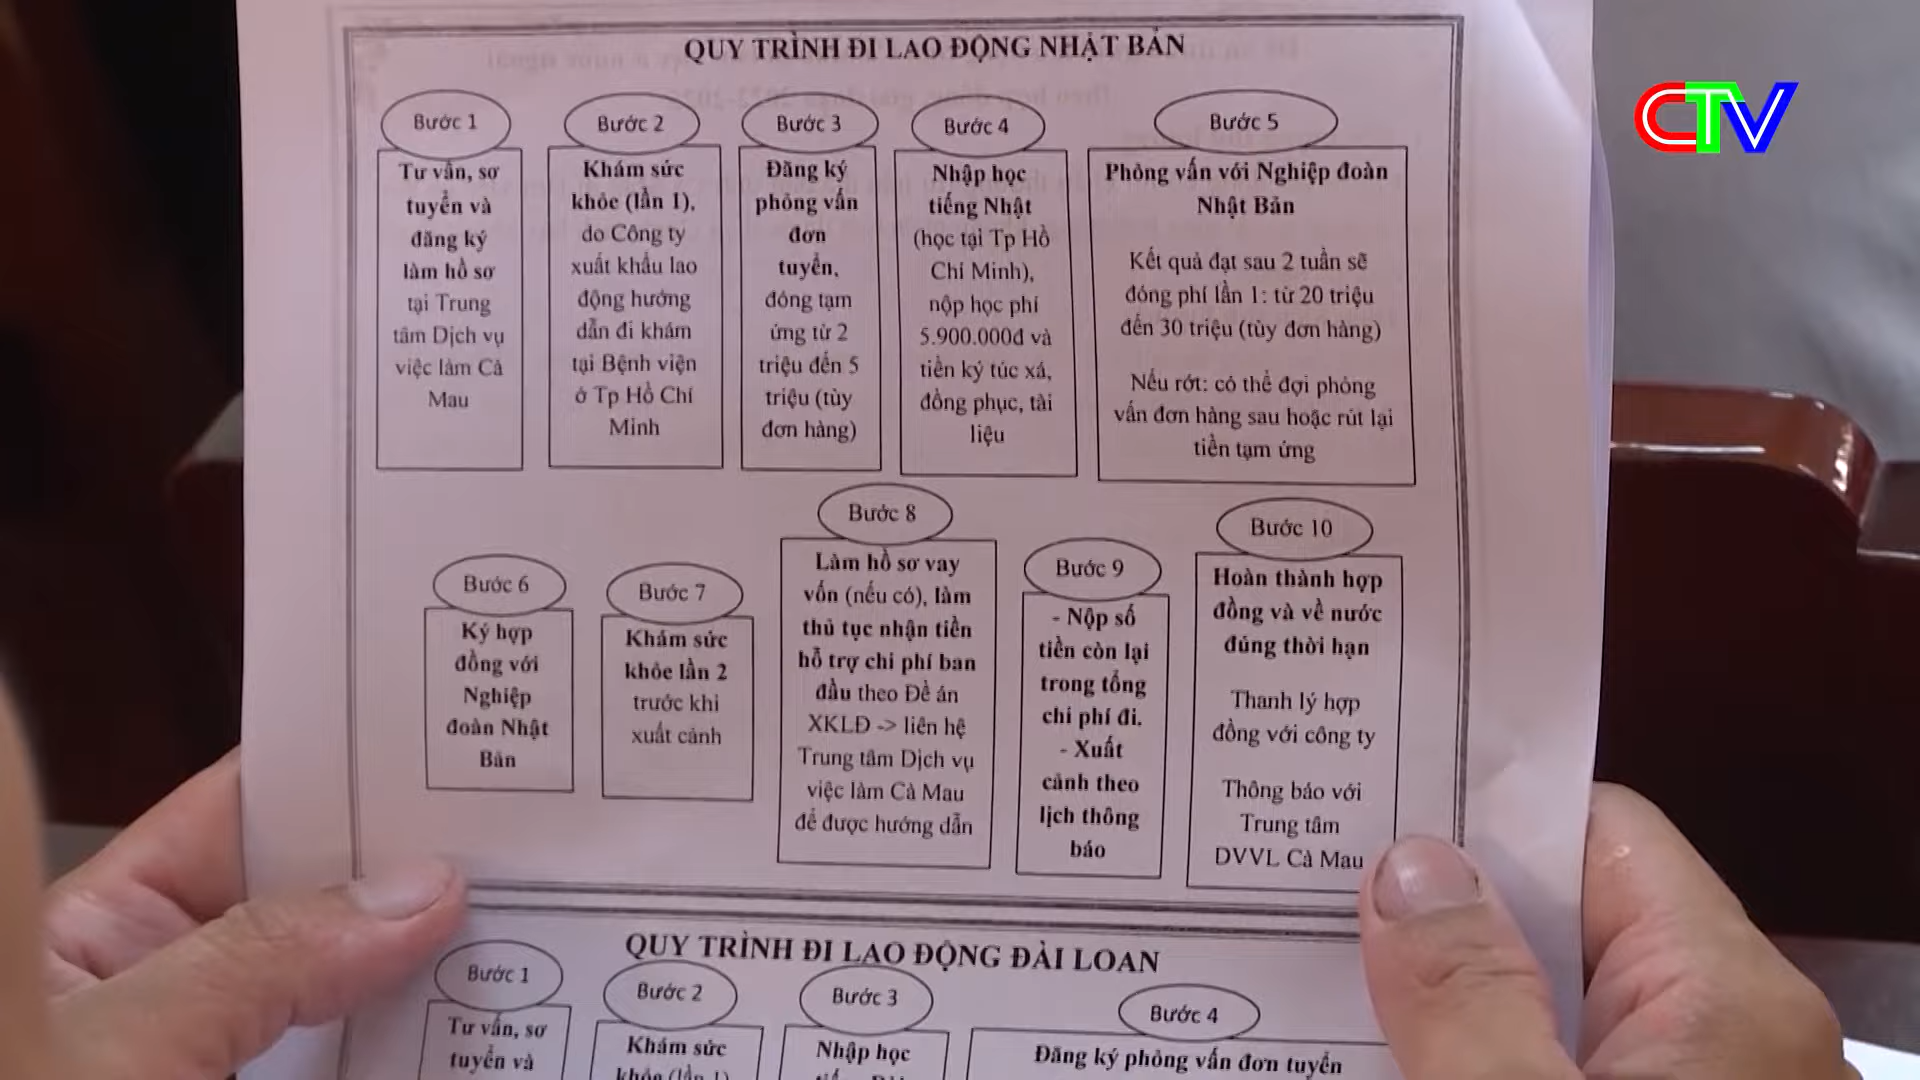 QUY TRÌNH ĐI LAO ĐỘNG NHẬT BẢN
CTV
Bước 1
Tư vấn, sơ
tuyển và
đăng ký
làm hồ sơ
tại Trung
tâm Dịch vụ
việc làm Cà
Mau
Bước 2
Khám sức
khỏe (lần 1),
do Công ty
xuất khẩu lao
động hướng
dẫn đi khám
tại Bệnh viện
ở Tp Hồ Chí
Minh
Bước 3
Đăng ký
phỏng vấn
đơn
tuyển,
đóng tạm
ứng từ 2
triệu đến 5
triệu (tùy
đơn hàng)
Bước 4
Nhập học
tiếng Nhật
(học tại Tp Hồ
Chí Minh),
nộp học phí
5.900.000đ và
tiền ký túc xá,
đồng phục, tài
liệu
Bước 5
Phỏng vấn với Nghiệp đoàn
Nhật Bản
Kết quả đạt sau 2 tuần sẽ
đóng phí lần 1: từ 20 triệu
đến 30 triệu (tùy đơn hàng)
Nếu rớt: có thể đợi phỏng
vấn đơn hàng sau hoặc rút lại
tiền tạm ứng
Bước 6
Ký hợp
đồng với
Nghiệp
đoàn Nhật
Bản
Bước 7
Khám sức
khỏe lần 2
trước khi
xuất cảnh
Bước 8
Làm hồ sơ vay
vốn (nếu có), làm
thủ tục nhận tiền
hỗ trợ chi phí ban
đầu theo Đề án
XKLĐ -> liên hệ
Trung tâm Dịch vụ
việc làm Cà Mau
để được hướng dẫn
Bước 9
- Nộp số
tiền còn lại
trong tổng
chi phí đi.
- Xuất
cảnh theo
lịch thông
báo
Bước 10
Hoàn thành hợp
đồng và về nước
đúng thời hạn
Thanh lý hợp
đồng với công ty
Thông báo với
Trung tâm
DVVL Cà Mau
QUY TRÌNH ĐI LAO ĐỘNG ĐÀI LOAN
Bước 1
Tư vấn, sơ
tuyển và
Bước 2
Khám sức
khỏe (lần 1)
Bước 3
Nhập học
Bước 4
Đăng ký phỏng vấn đơn tuyển